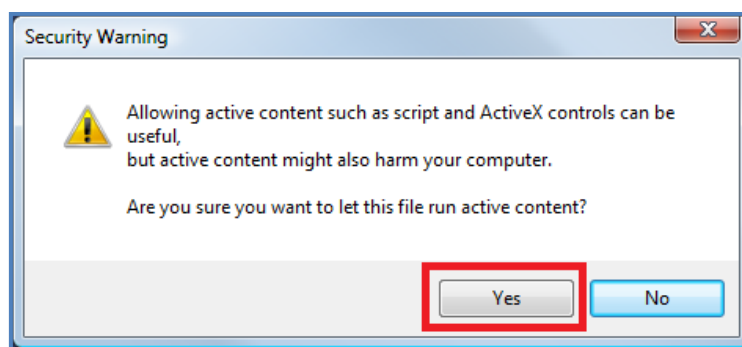 Security Warning
Allowing active content such as script and ActiveX controls can be
useful,
but active content might also harm your computer.
Are you sure you want to let this file run active content?
Yes
No